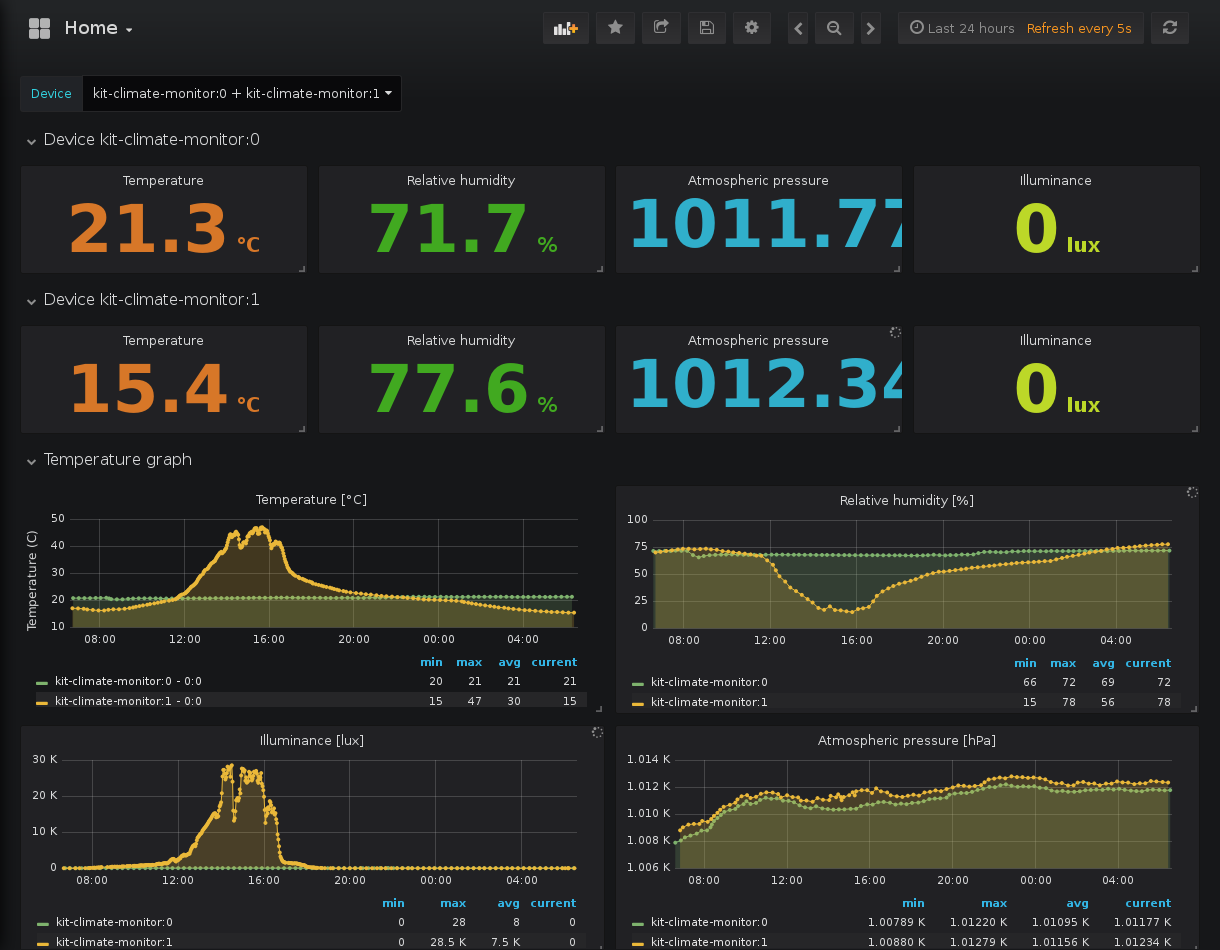 Home
Last 24 hours Refresh every 5s
Device kit-climate-monitor:0 + kit-climate-monitor:1
Device kit-climate-monitor:0
Temperature Relative humidity Atmospheric pressure Illuminance
21.3 °C 71.7 % 1011.77 0 lux
Device kit-climate-monitor:1
Temperature Relative humidity Atmospheric pressure Illuminance
15.4 °C 77.6 % 1012.34 0 lux
Temperature graph
Temperature [°C]
Temperature (C)
50
40
30
20
10
08:00 12:00 16:00 20:00 00:00 04:00
min max avg current
kit-climate-monitor:0 - 0:0 20 21 21 21
kit-climate-monitor:1 - 0:0 15 47 30 15
Relative humidity [%]
100
75
50
25
0
08:00 12:00 16:00 20:00 00:00 04:00
min max avg current
kit-climate-monitor:0 66 72 69 72
kit-climate-monitor:1 15 78 56 78
Illuminance [lux]
30 K
20 K
10 K
0
08:00 12:00 16:00 20:00 00:00 04:00
min max avg current
kit-climate-monitor:0 0 28 8 0
kit-climate-monitor:1 0 28.5 K 7.5 K 0
Atmospheric pressure [hPa]
1.014 K
1.012 K
1.010 K
1.008 K
1.006 K
08:00 12:00 16:00 20:00 00:00 04:00
min max avg current
kit-climate-monitor:0 1.00789 K 1.01220 K 1.01095 K 1.01177 K
kit-climate-monitor:1 1.00880 K 1.01279 K 1.01156 K 1.01234 K